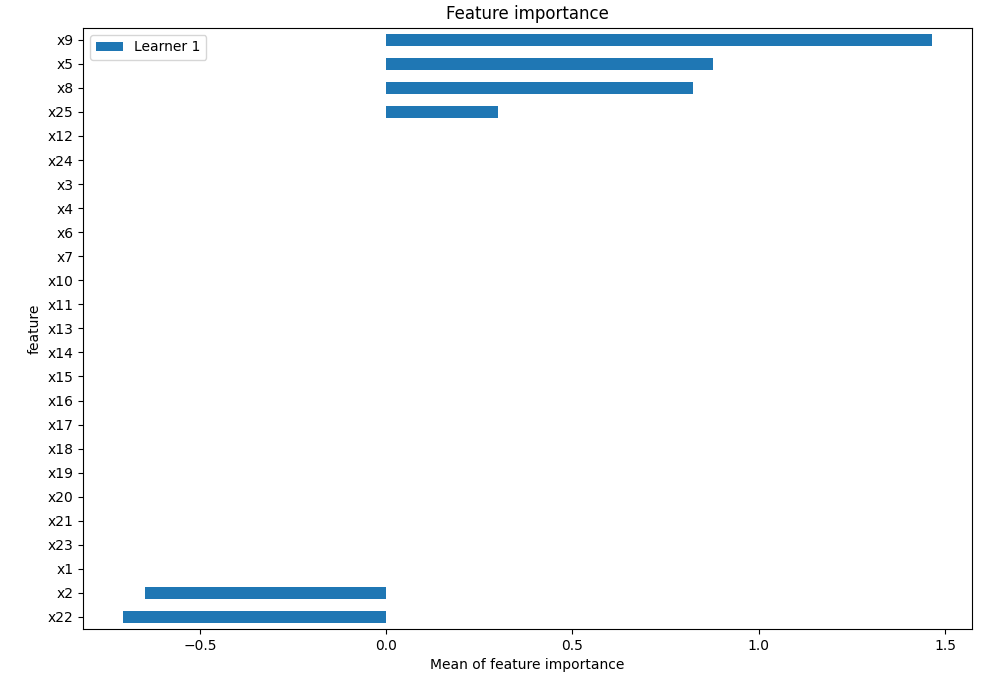 Feature importance
Learner 1
x9
x5
x8
x25
x12
x24
x3
x4
x6
x7
x10
x11
x13
x14
x15
x16
x17
x18
x19
x20
x21
x23
x1
x2
x22
feature
−0.5 0.0 0.5 1.0 1.5
Mean of feature importance